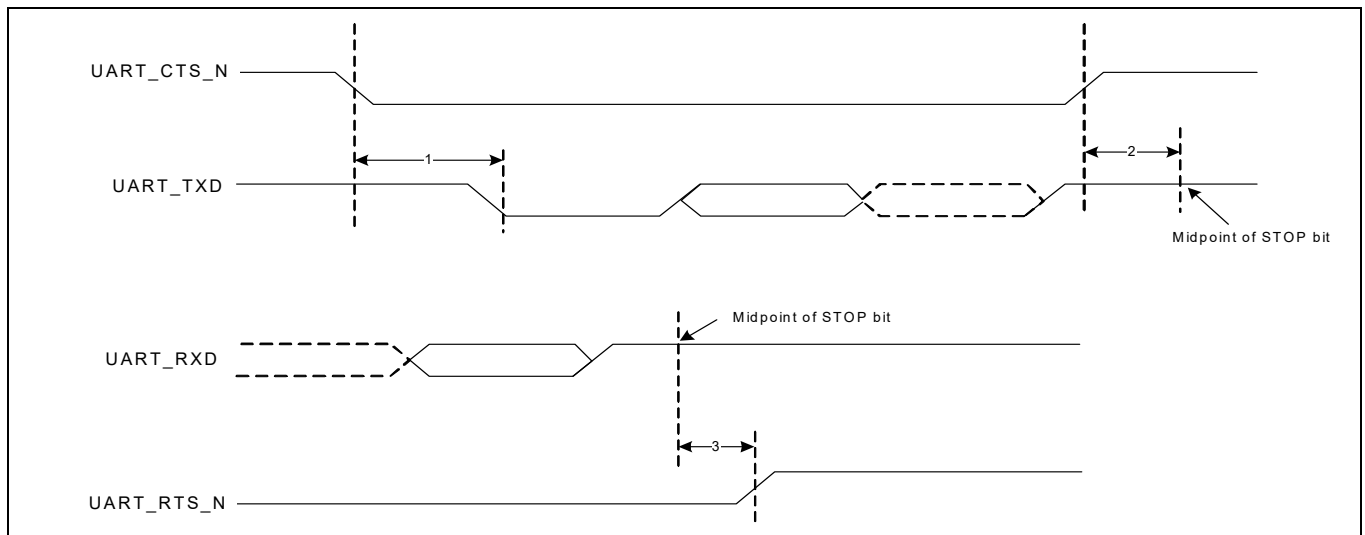 UART_CTS_N
1
2
UART_TXD
Midpoint of STOP bit
Midpoint of STOP bit
UART_RXD
3
UART_RTS_N